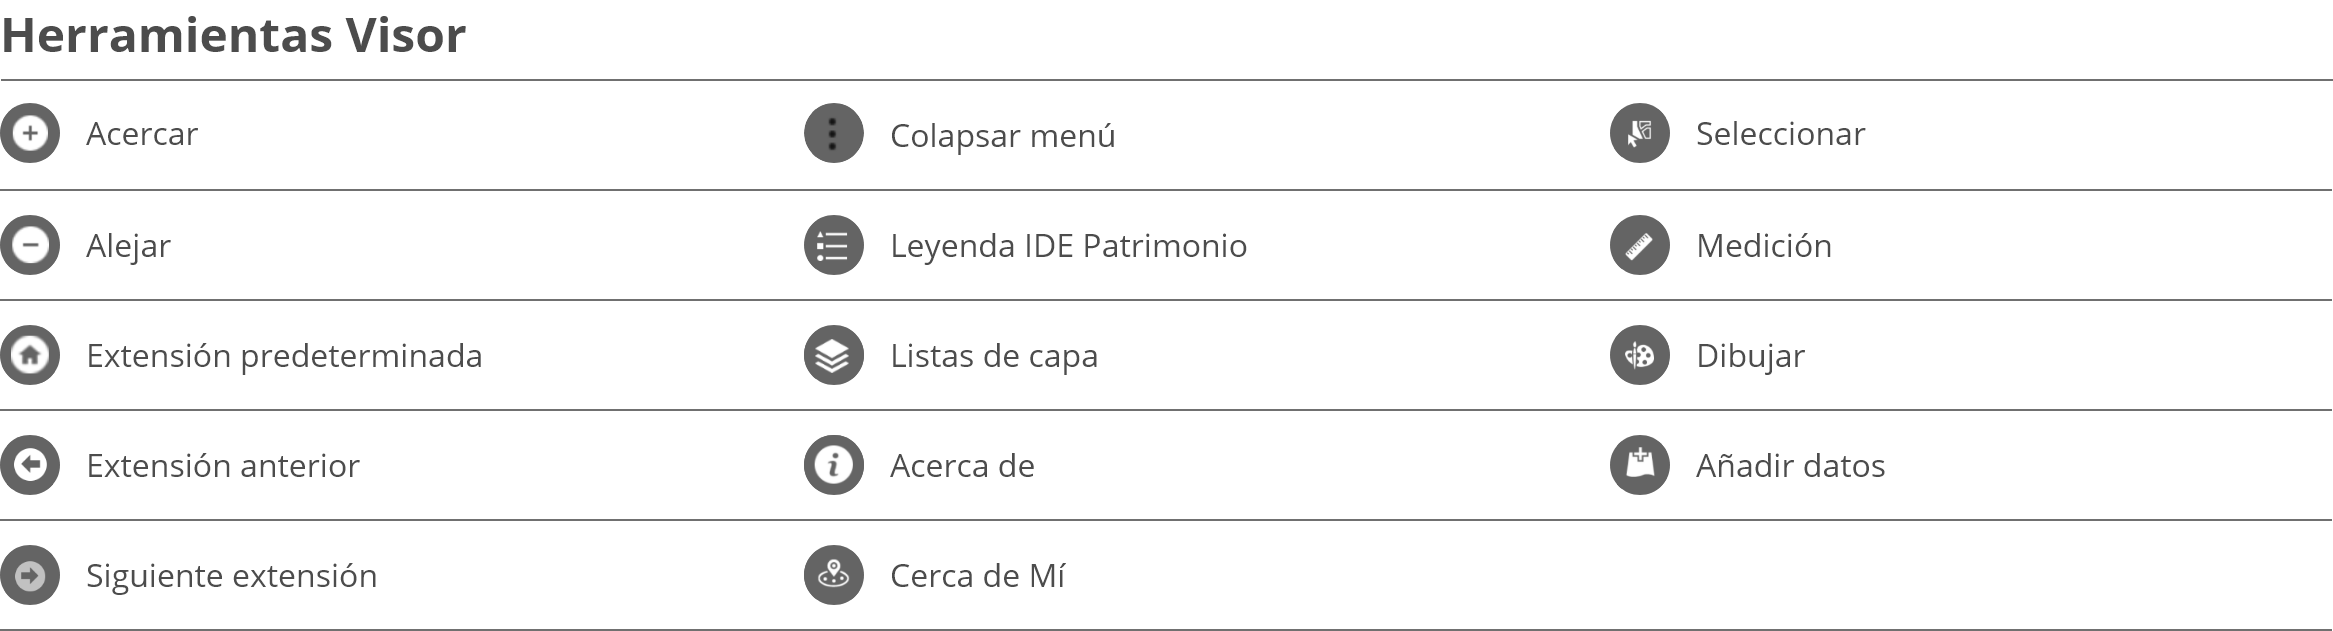 Herramientas Visor
Acercar
Colapsar menú
Seleccionar
Alejar
Leyenda IDE Patrimonio
Medición
Extensión predeterminada
Listas de capa
Dibujar
Extensión anterior
Acerca de
Añadir datos
Siguiente extensión
Cerca de Mí